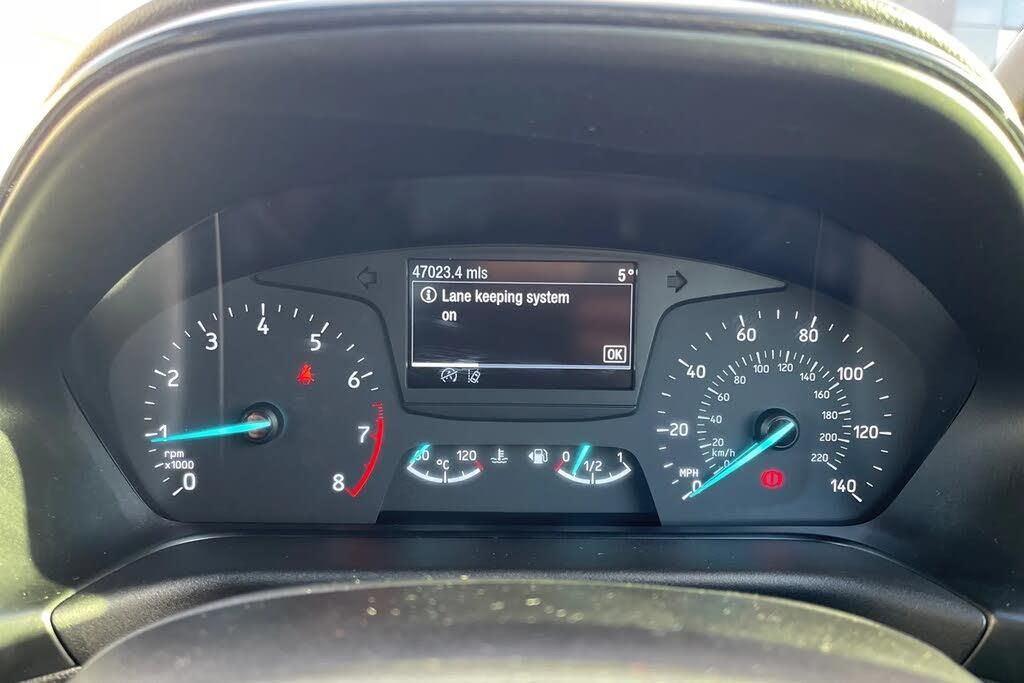 47023.4 mls 5°
Lane keeping system
on
OK
0 1 2 3 4 5 6 7 8
rpm
x1000
60 120
°C
0 1/2 1
0 20 40 60 80 100 120 140
MPH
0 20 40 60 80 100 120 140 160 180 200 220
km/h